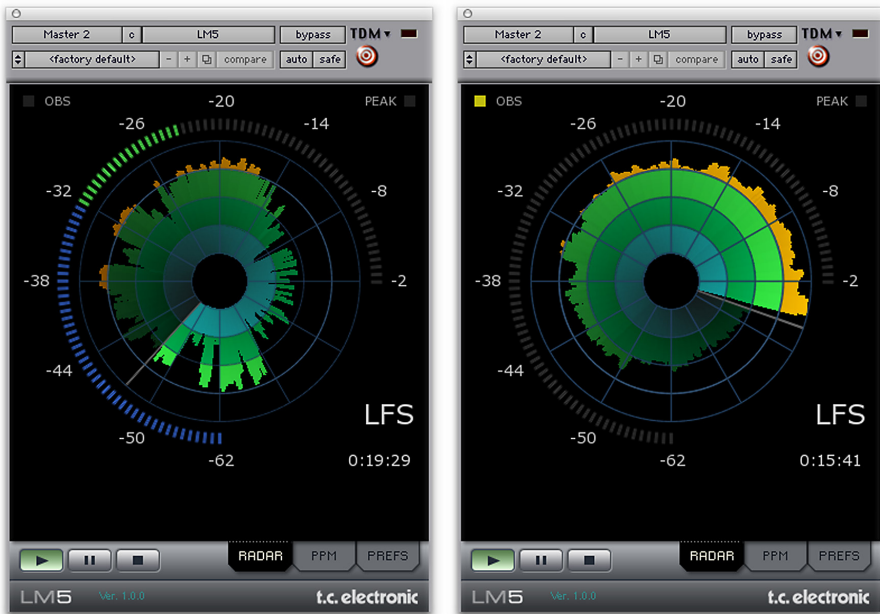 Master 2 c LM5 bypass TDM
<factory default> - + compare auto safe
OBS -20 PEAK
-26 -14
-32 -8
-38 -2
-44
-50
LFS
-62 0:19:29
RADAR PPM PREFS
LM5 Ver. 1.0.0 t.c. electronic
Master 2 c LM5 bypass TDM
<factory default> - + compare auto safe
OBS -20 PEAK
-26 -14
-32 -8
-38 -2
-44
-50
LFS
-62 0:15:41
RADAR PPM PREFS
LM5 Ver. 1.0.0 t.c. electronic